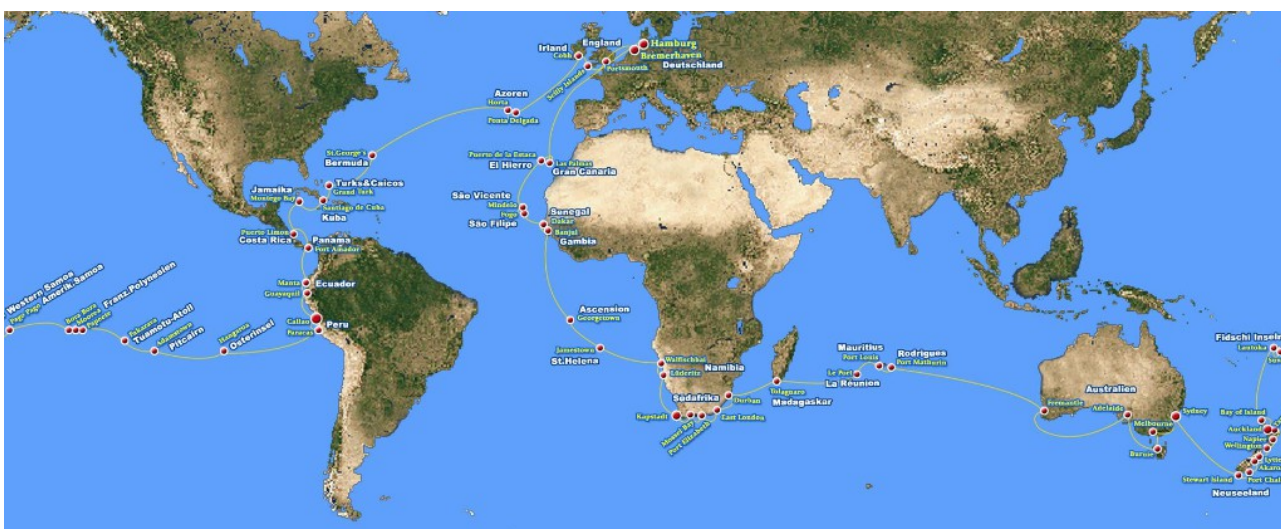 Irland
England
Cobh
Hamburg
Bremerhaven
Deutschland
Portsmouth
Scilly Islands
Azoren
Horta
Ponta Delgada
St.George's
Bermuda
Puerto de la Estaca
El Hierro
Las Palmas
Gran Canaria
Jamaika
Montego Bay
Turks&Caicos
Grand Turk
Santiago de Cuba
Kuba
São Vicente
Mindelo
Fogo
São Filipe
Senegal
Dakar
Banjul
Gambia
Puerto Limon
Costa Rica
Panama
Fort Amador
Manta
Ecuador
Guayaquil
Callao
Peru
Paracas
Western Samoa
Pago Pago
Amerik.Samoa
Bora Bora
Moorea
Papeete
Franz.Polynesien
Fakarava
Tuamotu-Atoll
Adamstown
Pitcairn
Hangaroa
Osterinsel
Ascension
Georgetown
Jamestown
St.Helena
Walfischbai
Namibia
Lüderitz
Südafrika
Kapstadt
Mossel Bay
Port Elizabeth
East London
Durban
Tolagnaro
Madagaskar
Mauritius
Port Louis
Le Port
La Réunion
Rodrigues
Port Mathurin
Australien
Fremantle
Adelaide
Melbourne
Sydney
Burnie
Fidschi Inseln
Lautoka
Bay of Island
Auckland
Napier
Wellington
Stewart Island
Port Chal
Neuseeland